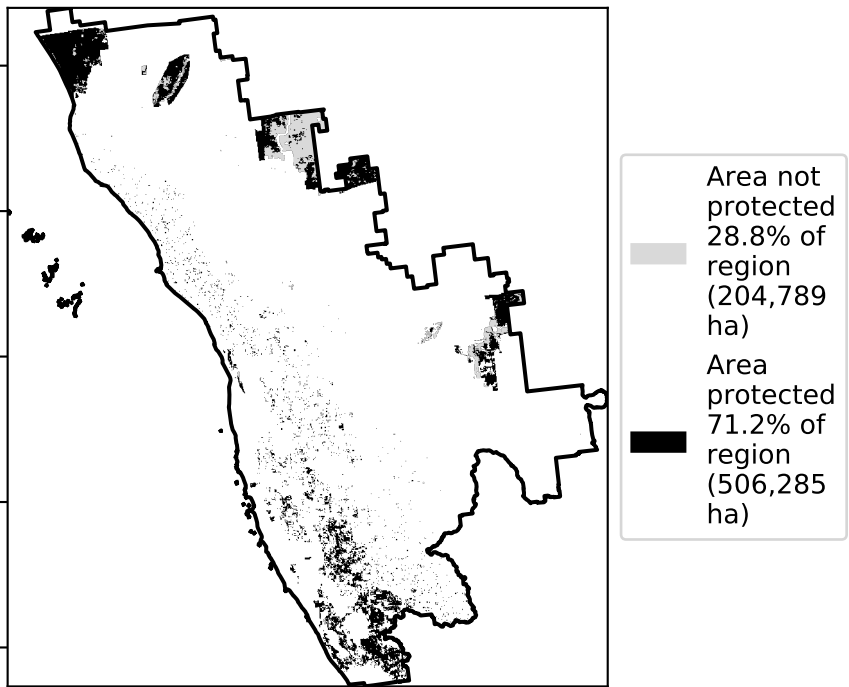 Area not
protected
28.8% of
region
(204,789
ha)
Area
protected
71.2% of
region
(506,285
ha)